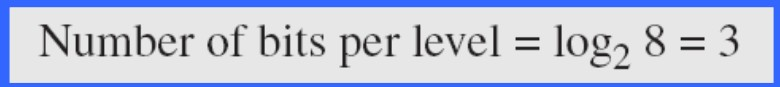 Number of bits per level = log₂ 8 = 3